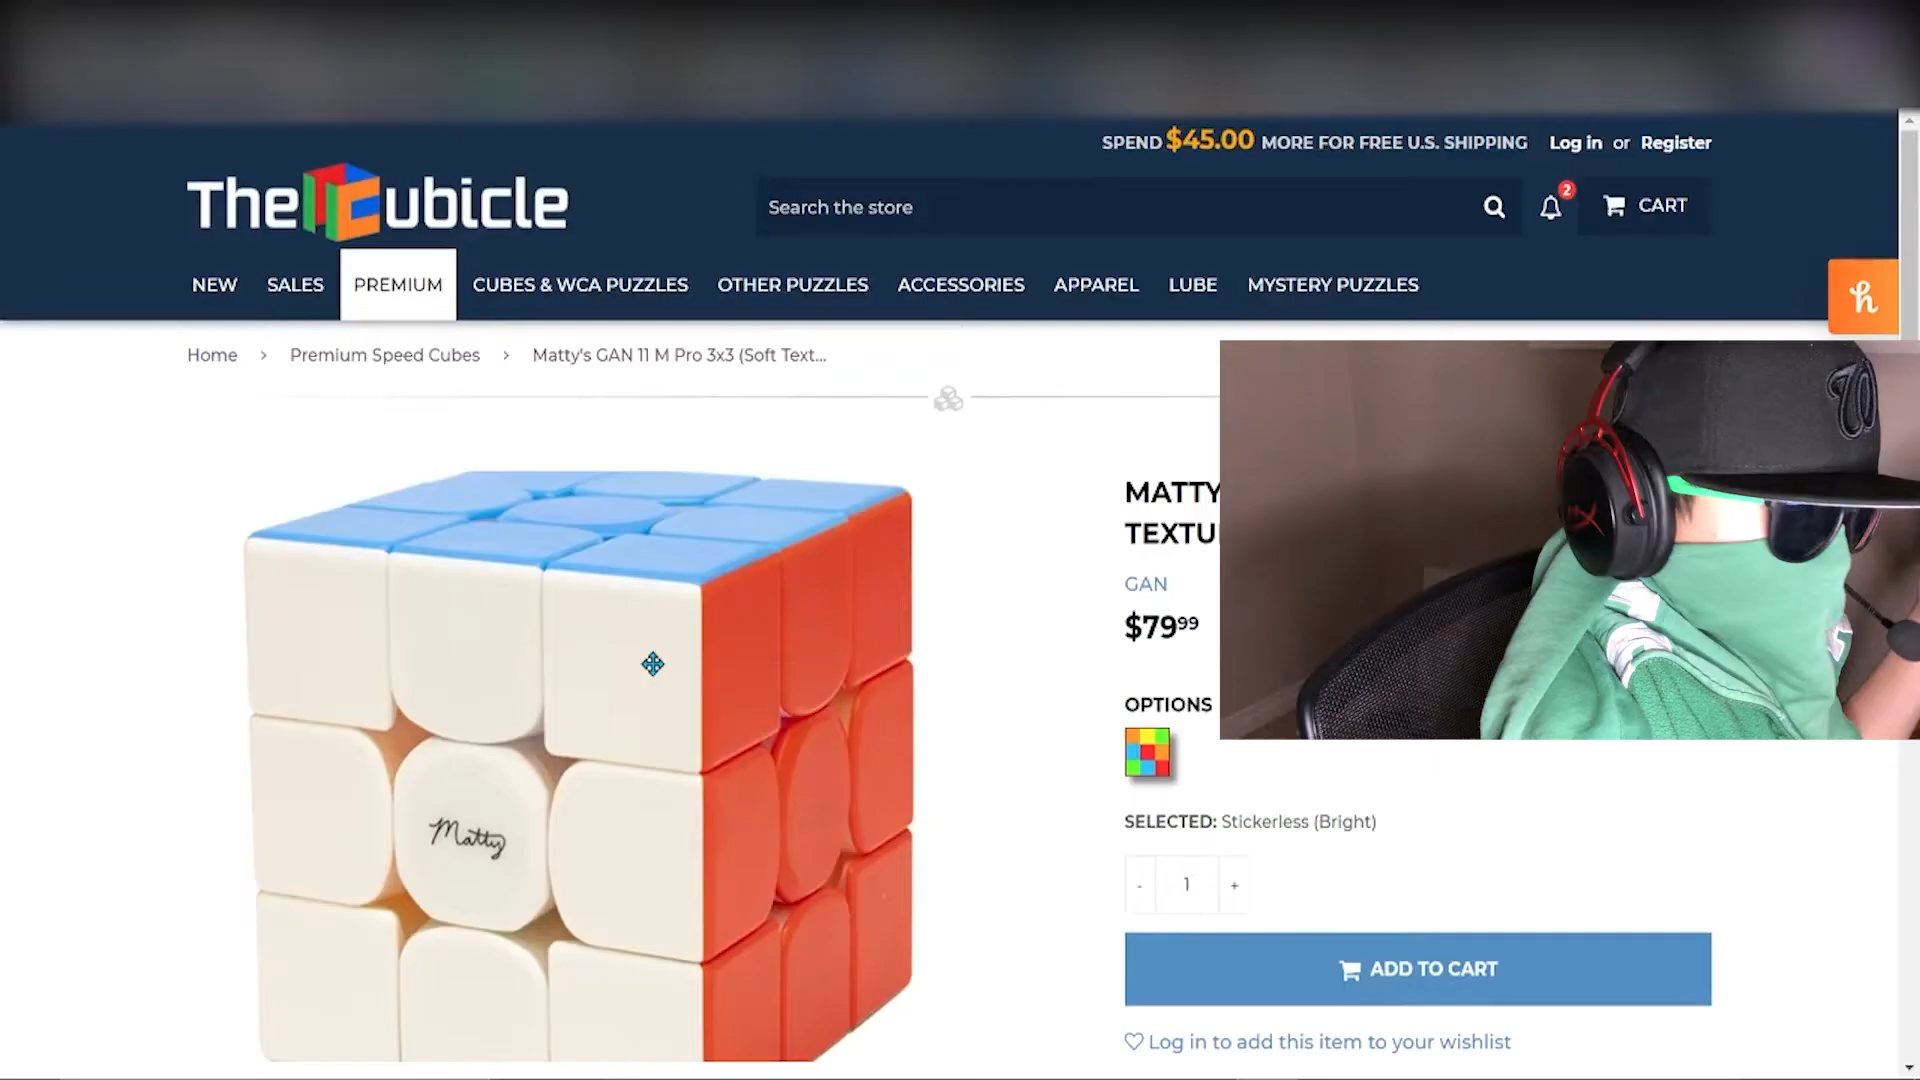 SPEND $45.00 MORE FOR FREE U.S. SHIPPING Log in or Register
TheCubicle
Search the store
2
CART
NEW SALES PREMIUM CUBES & WCA PUZZLES OTHER PUZZLES ACCESSORIES APPAREL LUBE MYSTERY PUZZLES
Home > Premium Speed Cubes > Matty's GAN 11 M Pro 3x3 (Soft Text...
MATTY
TEXTU
GAN
$79⁹⁹
OPTIONS
Matty
SELECTED: Stickerless (Bright)
- 1 +
ADD TO CART
Log in to add this item to your wishlist